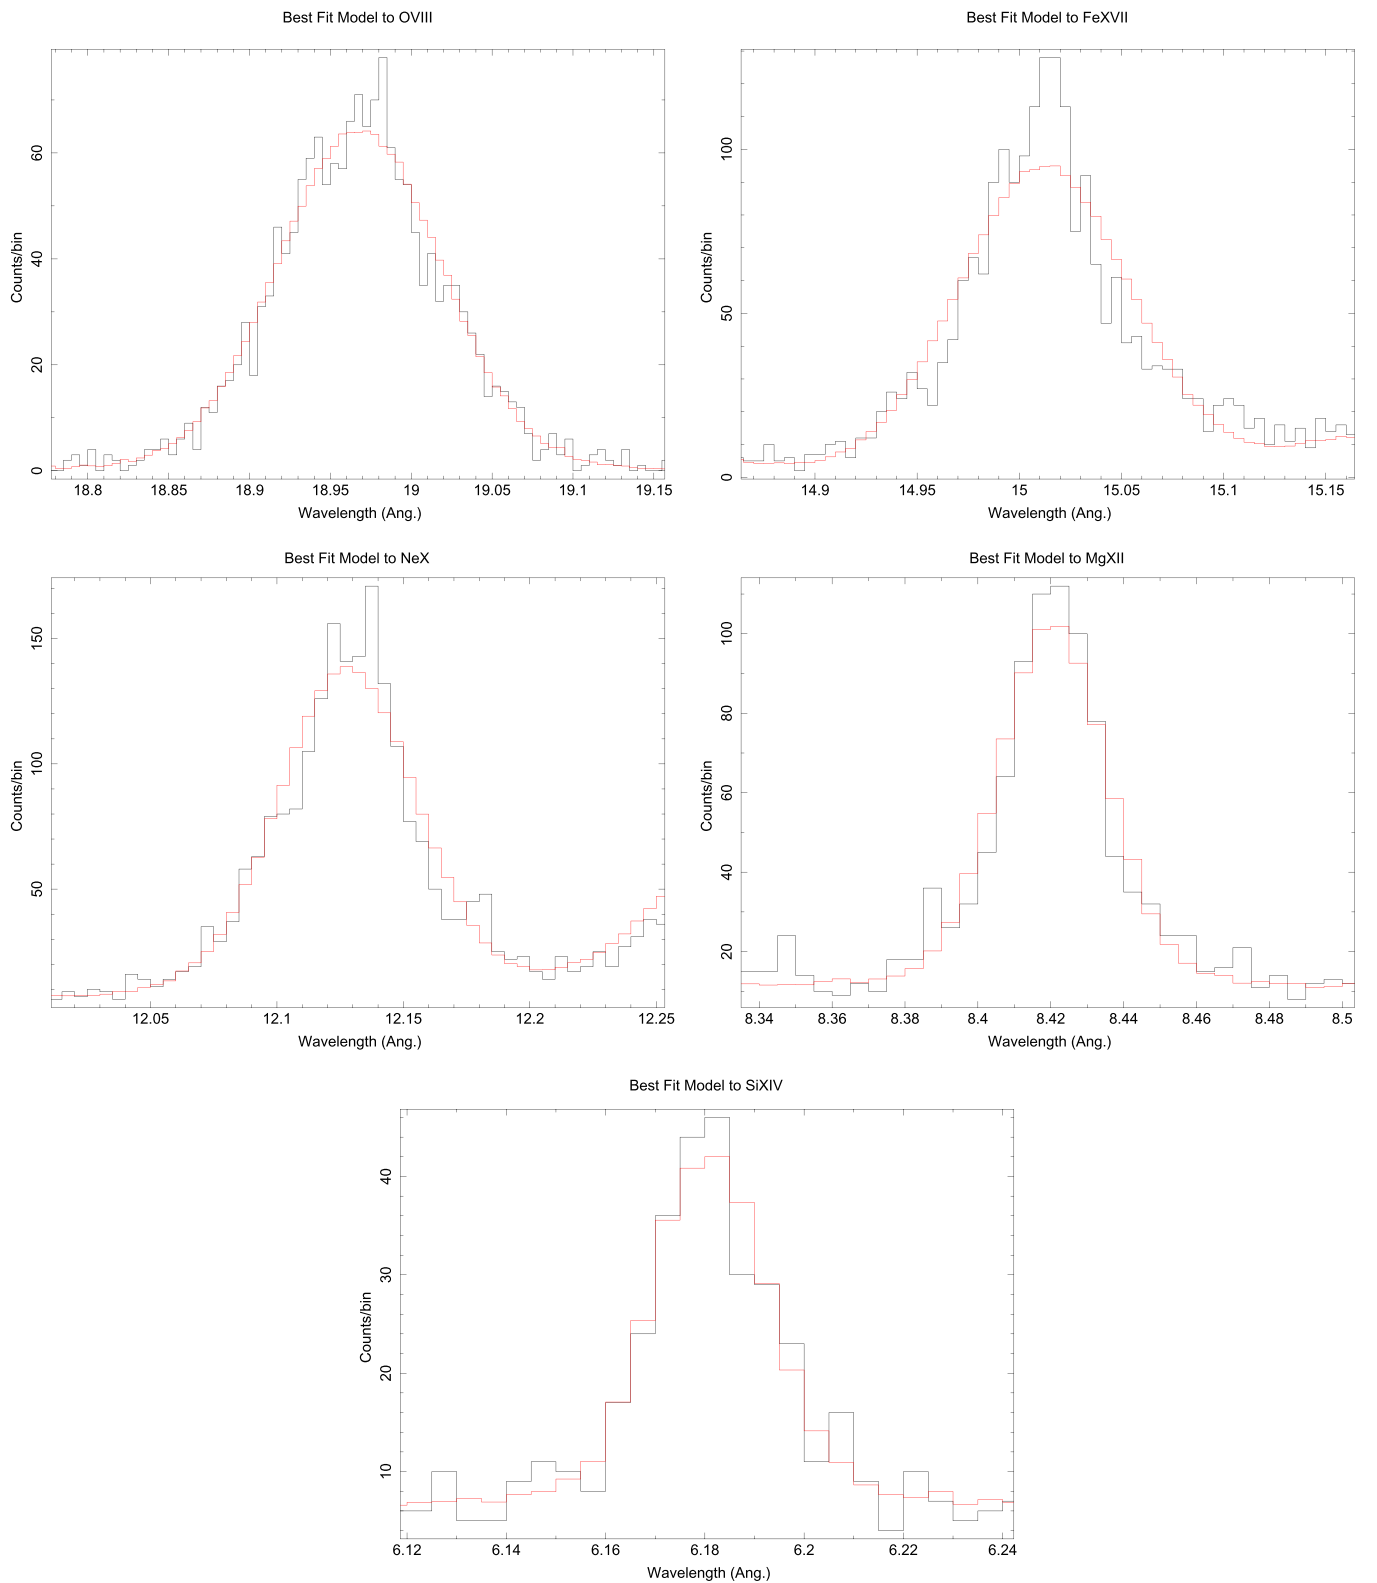 Best Fit Model to OVIII
Counts/bin
0
20
40
60
18.8 18.85 18.9 18.95 19 19.05 19.1 19.15
Wavelength (Ang.)
Best Fit Model to FeXVII
Counts/bin
0
50
100
14.9 14.95 15 15.05 15.1 15.15
Wavelength (Ang.)
Best Fit Model to NeX
Counts/bin
50
100
150
12.05 12.1 12.15 12.2 12.25
Wavelength (Ang.)
Best Fit Model to MgXII
Counts/bin
20
40
60
80
100
8.34 8.36 8.38 8.4 8.42 8.44 8.46 8.48 8.5
Wavelength (Ang.)
Best Fit Model to SiXIV
Counts/bin
10
20
30
40
6.12 6.14 6.16 6.18 6.2 6.22 6.24
Wavelength (Ang.)